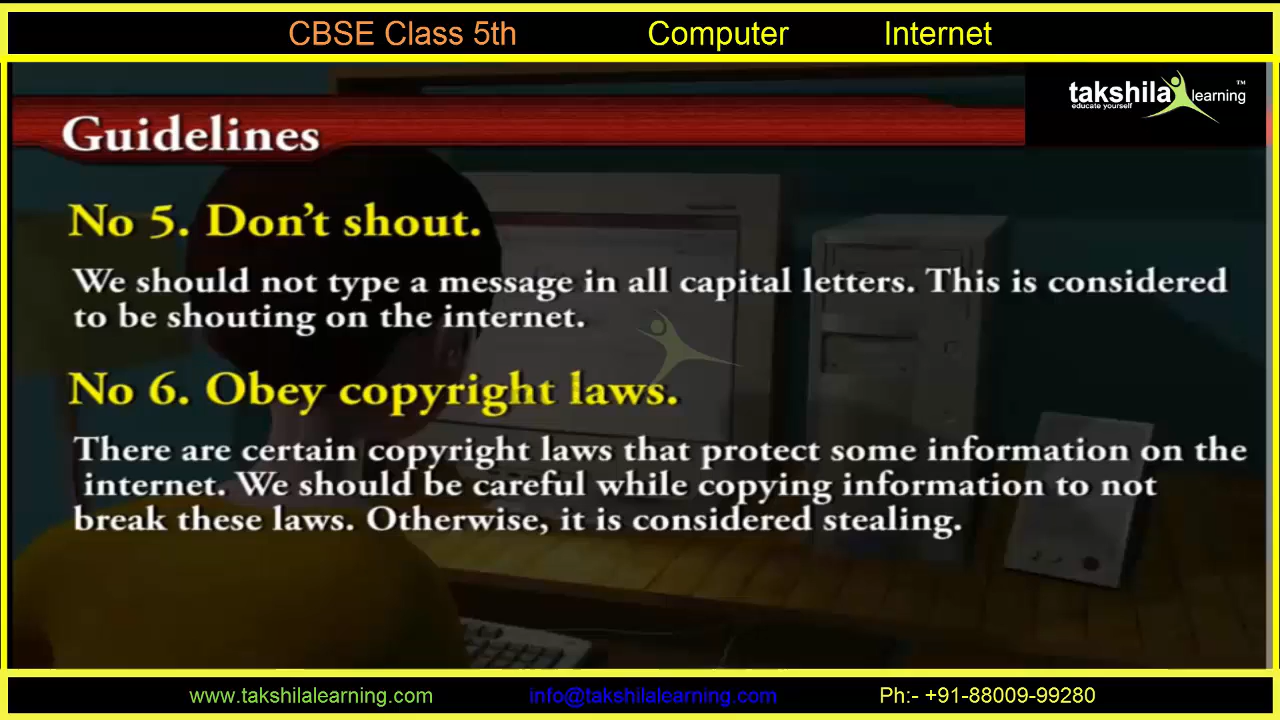 CBSE Class 5th Computer Internet
takshila learning ™
educate yourself
Guidelines
No 5. Don't shout.
We should not type a message in all capital letters. This is considered
to be shouting on the internet.
No 6. Obey copyright laws.
There are certain copyright laws that protect some information on the
internet. We should be careful while copying information to not
break these laws. Otherwise, it is considered stealing.
www.takshilalearning.com info@takshilalearning.com Ph:- +91-88009-99280